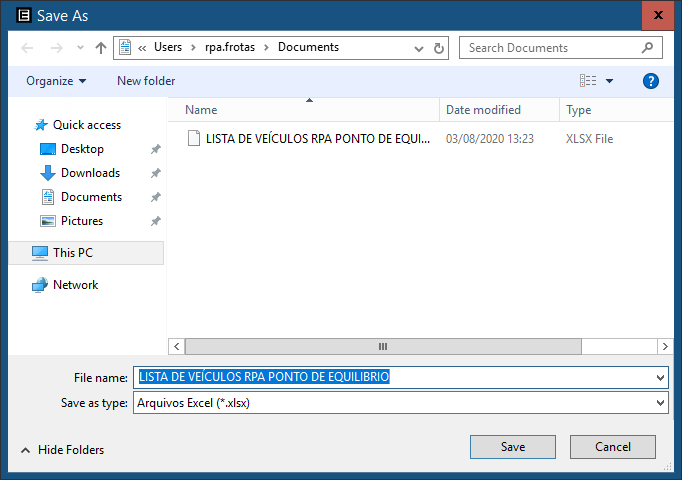 Save As
Users › rpa.frotas › Documents
Search Documents
Organize
New folder
Name
Date modified
Type
LISTA DE VEÍCULOS RPA PONTO DE EQUI...
03/08/2020 13:23
XLSX File
Quick access
Desktop
Downloads
Documents
Pictures
This PC
Network
File name:
LISTA DE VEÍCULOS RPA PONTO DE EQUILIBRIO
Save as type:
Arquivos Excel (*.xlsx)
Hide Folders
Save
Cancel